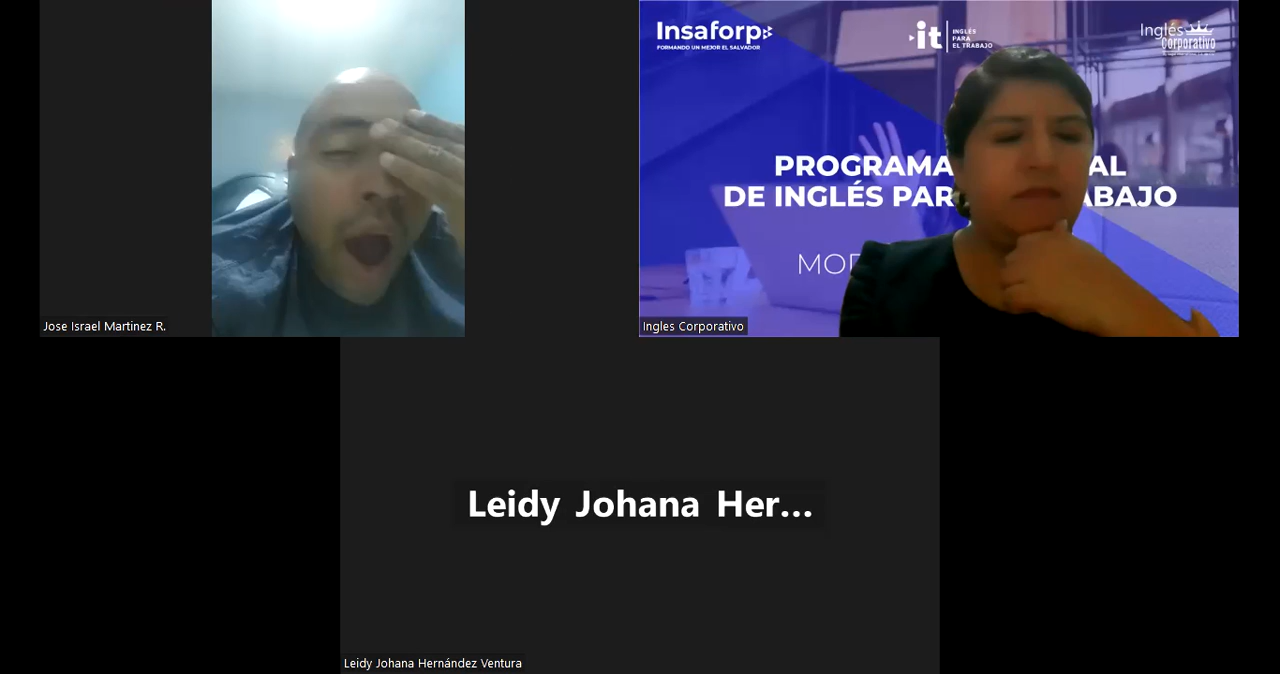 Insaforp
FORMANDO UN MEJOR EL SALVADOR
it
INGLÉS
PARA
EL TRABAJO
Inglés
Corporativo
PROGRAMA AL
DE INGLÉS PAR ABAJO
MOD
Jose Israel Martinez R.
Ingles Corporativo
Leidy Johana Her...
Leidy Johana Hernández Ventura